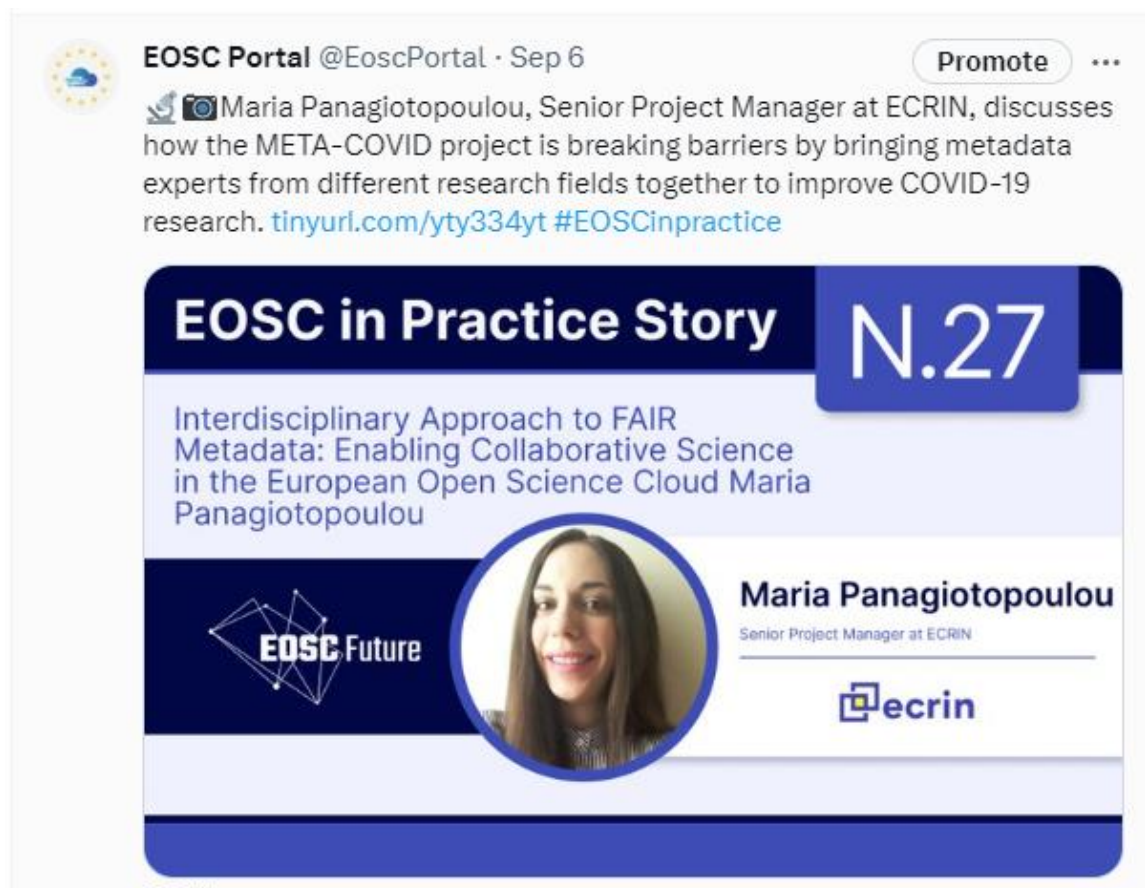 EOSC Portal @EoscPortal · Sep 6
Promote ...
🔬📷Maria Panagiotopoulou, Senior Project Manager at ECRIN, discusses
how the META-COVID project is breaking barriers by bringing metadata
experts from different research fields together to improve COVID-19
research. tinyurl.com/yty334yt #EOSCinpractice
EOSC in Practice Story
N.27
Interdisciplinary Approach to FAIR
Metadata: Enabling Collaborative Science
in the European Open Science Cloud Maria
Panagiotopoulou
EOSC Future
Maria Panagiotopoulou
Senior Project Manager at ECRIN
ecrin